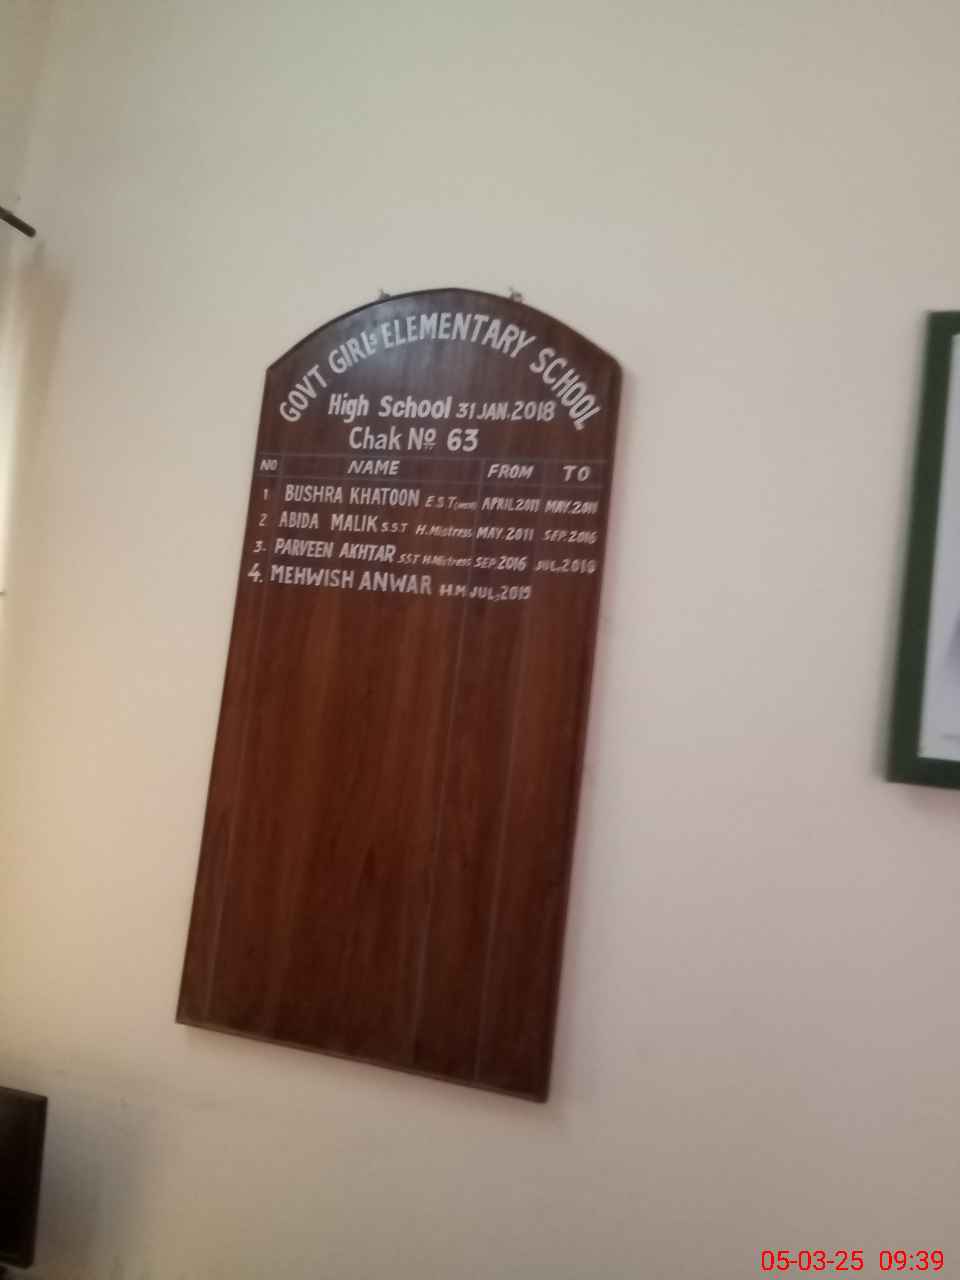 GOVT GIRLs ELEMENTARY SCHOOL
High School 31 JAN. 2018
Chak No 63
NO NAME FROM TO
1 BUSHRA KHATOON E.S.T APRIL 2011 MAY. 2011
2 ABIDA MALIK S.S.T H.Mistress MAY. 2011 SEP. 2016
3. PARVEEN AKHTAR SST H.Mistress SEP 2016 JUL,
4. MEHWISH ANWAR H.M JUL, 2019
05-03-25 09:39